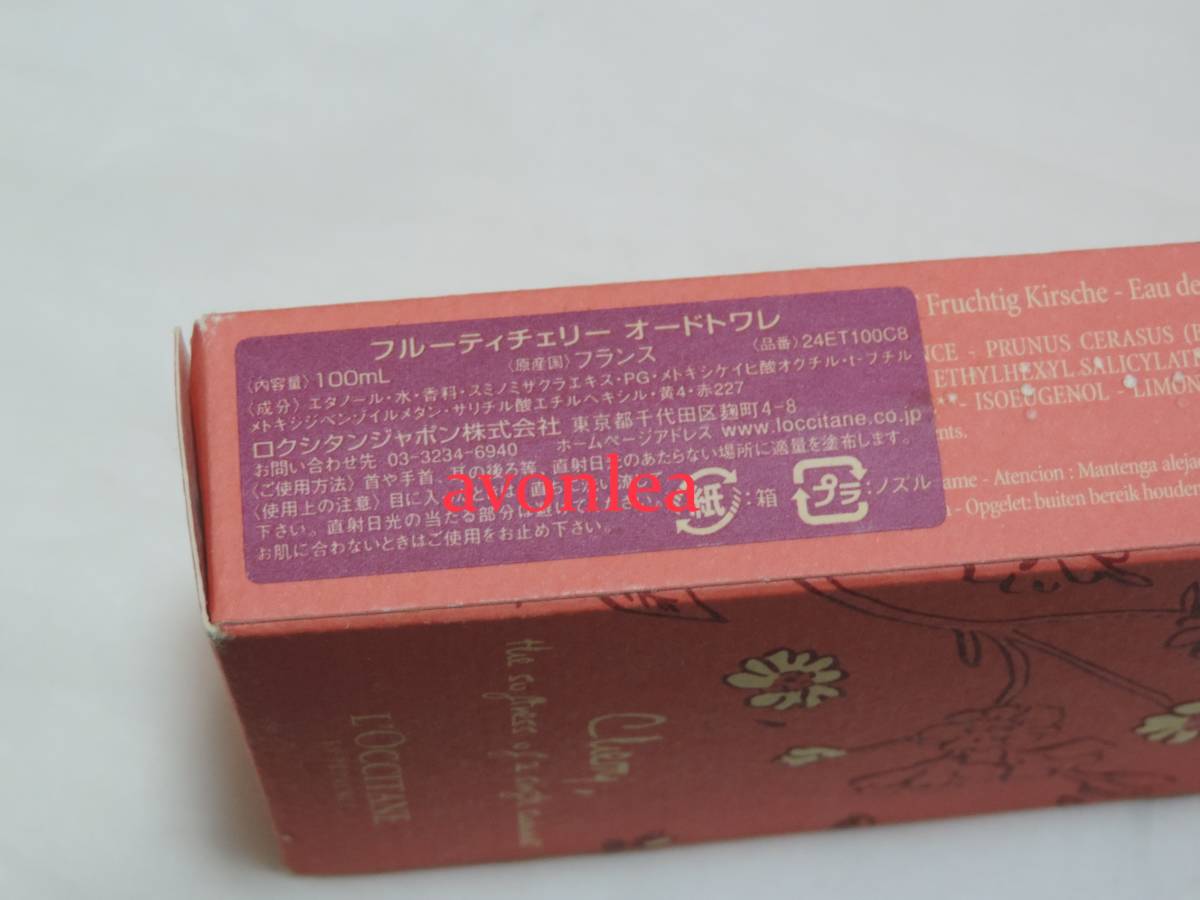 フルーティチェリー オードトワレ
〈内容量〉100mL 〈原産国〉フランス 〈品番〉24ET100C8
〈成分〉エタノール・水・香料・スミノミザクラエキス・PG・メトキシケイヒ酸オクチル・t-ブチル
メトキシジベンゾイルメタン・サリチル酸エチルヘキシル・黄4・赤227
ロクシタンジャポン株式会社 東京都千代田区麹町4-8
お問い合わせ先 03-3234-6940 ホームページアドレス www.loccitane.co.jp
〈ご使用方法〉首や手首、耳の後ろ等、直射日光のあたらない場所に適量を塗布します。
〈使用上の注意〉目に入
下さい。直射日光の当たる部分は
お肌に合わないときはご使用をお止め下さい。
紙:箱 プラ:ノズル
avonlea
Fruchtig Kirsche - Eau de
NCE - PRUNUS CERASUS (
ETHYLHEXYL SALICYLAT
- ISOEUGENOL - LIMON
nts.
ame - Atencion : Mantenga aleja
- Opgelet: buiten bereik houde
the softness of a
L'OCCITANE
EN PROVENCE